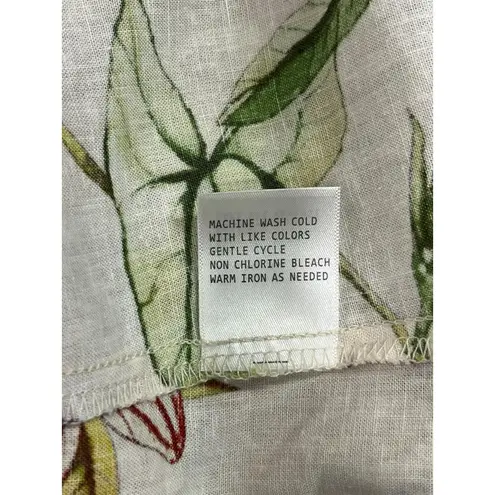 MACHINE WASH COLD
WITH LIKE COLORS
GENTLE CYCLE
NON CHLORINE BLEACH
WARM IRON AS NEEDED